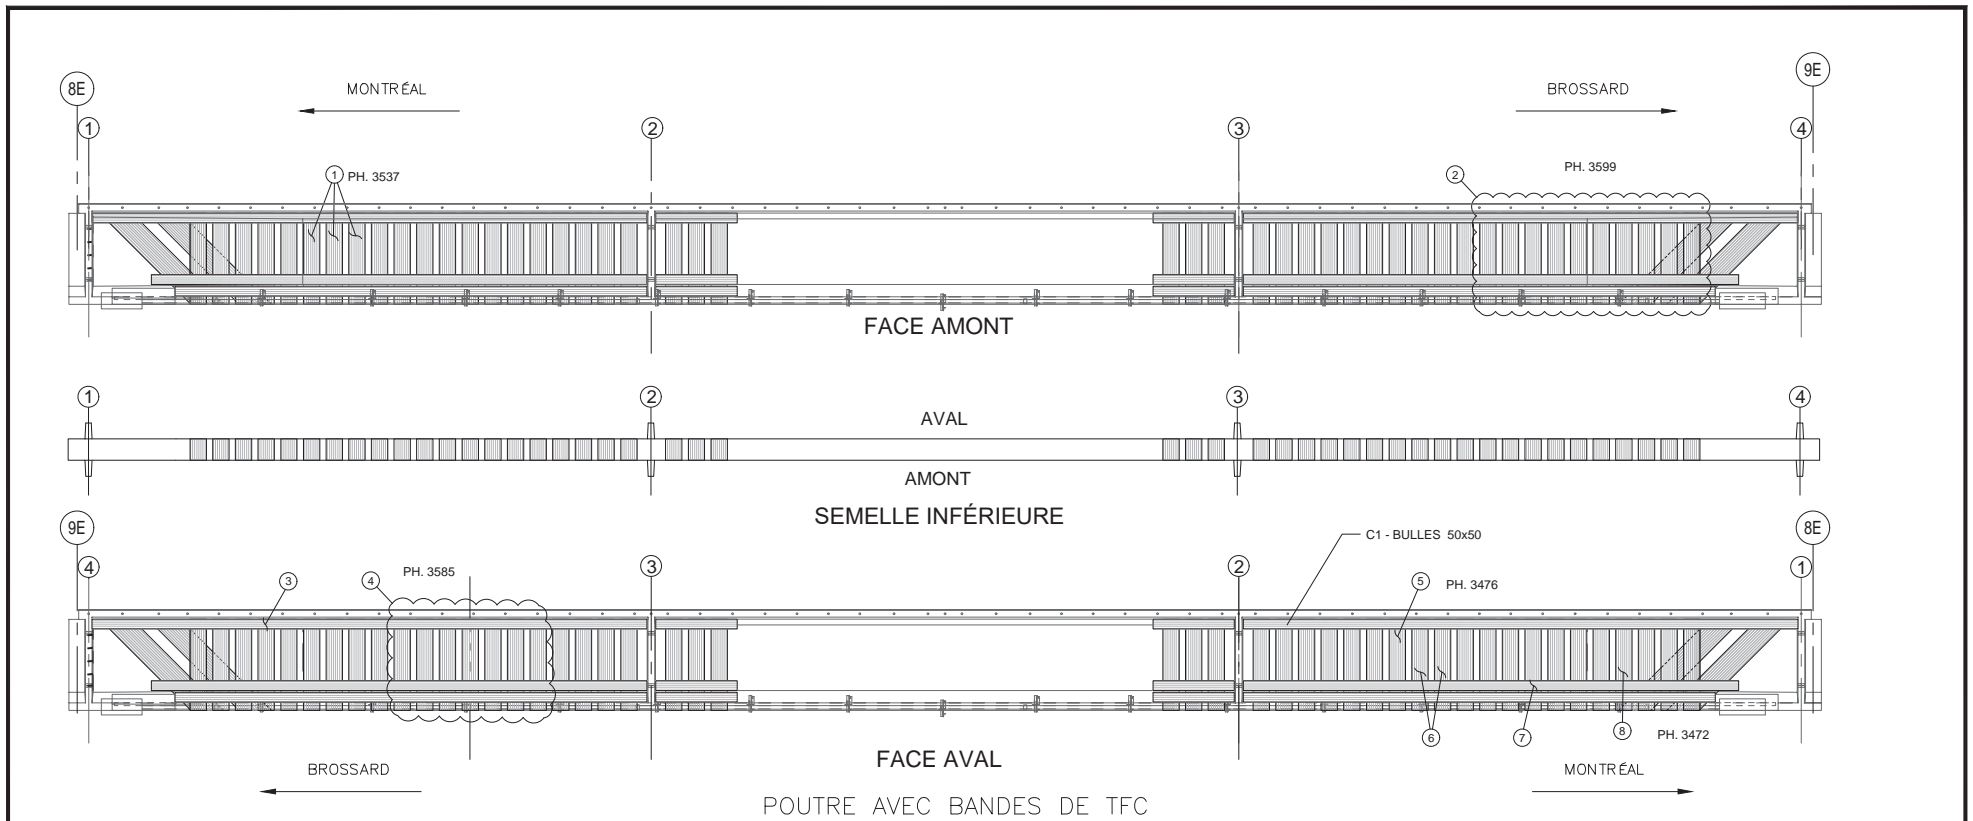 8E
MONTRÉAL
BROSSARD
9E
1
2
3
4
1 PH. 3537
2
PH. 3599
FACE AMONT
1
2
3
4
AVAL
AMONT
SEMELLE INFÉRIEURE
9E
8E
C1 - BULLES 50x50
4
3
2
1
3
4
PH. 3585
5
PH. 3476
6
7
8
PH. 3472
FACE AVAL
BROSSARD
MONTRÉAL
POUTRE AVEC BANDES DE TFC